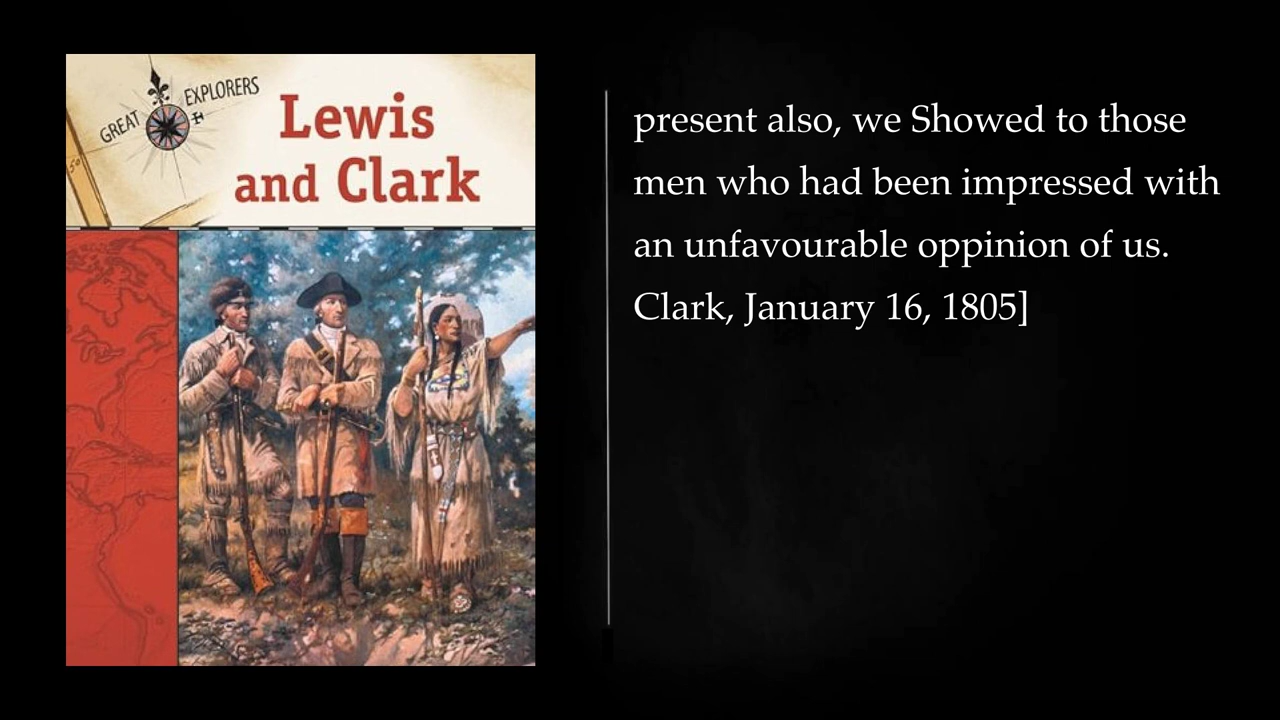 GREAT EXPLORERS
Lewis
and Clark
50
present also, we Showed to those
men who had been impressed with
an unfavourable oppinion of us.
Clark, January 16, 1805]